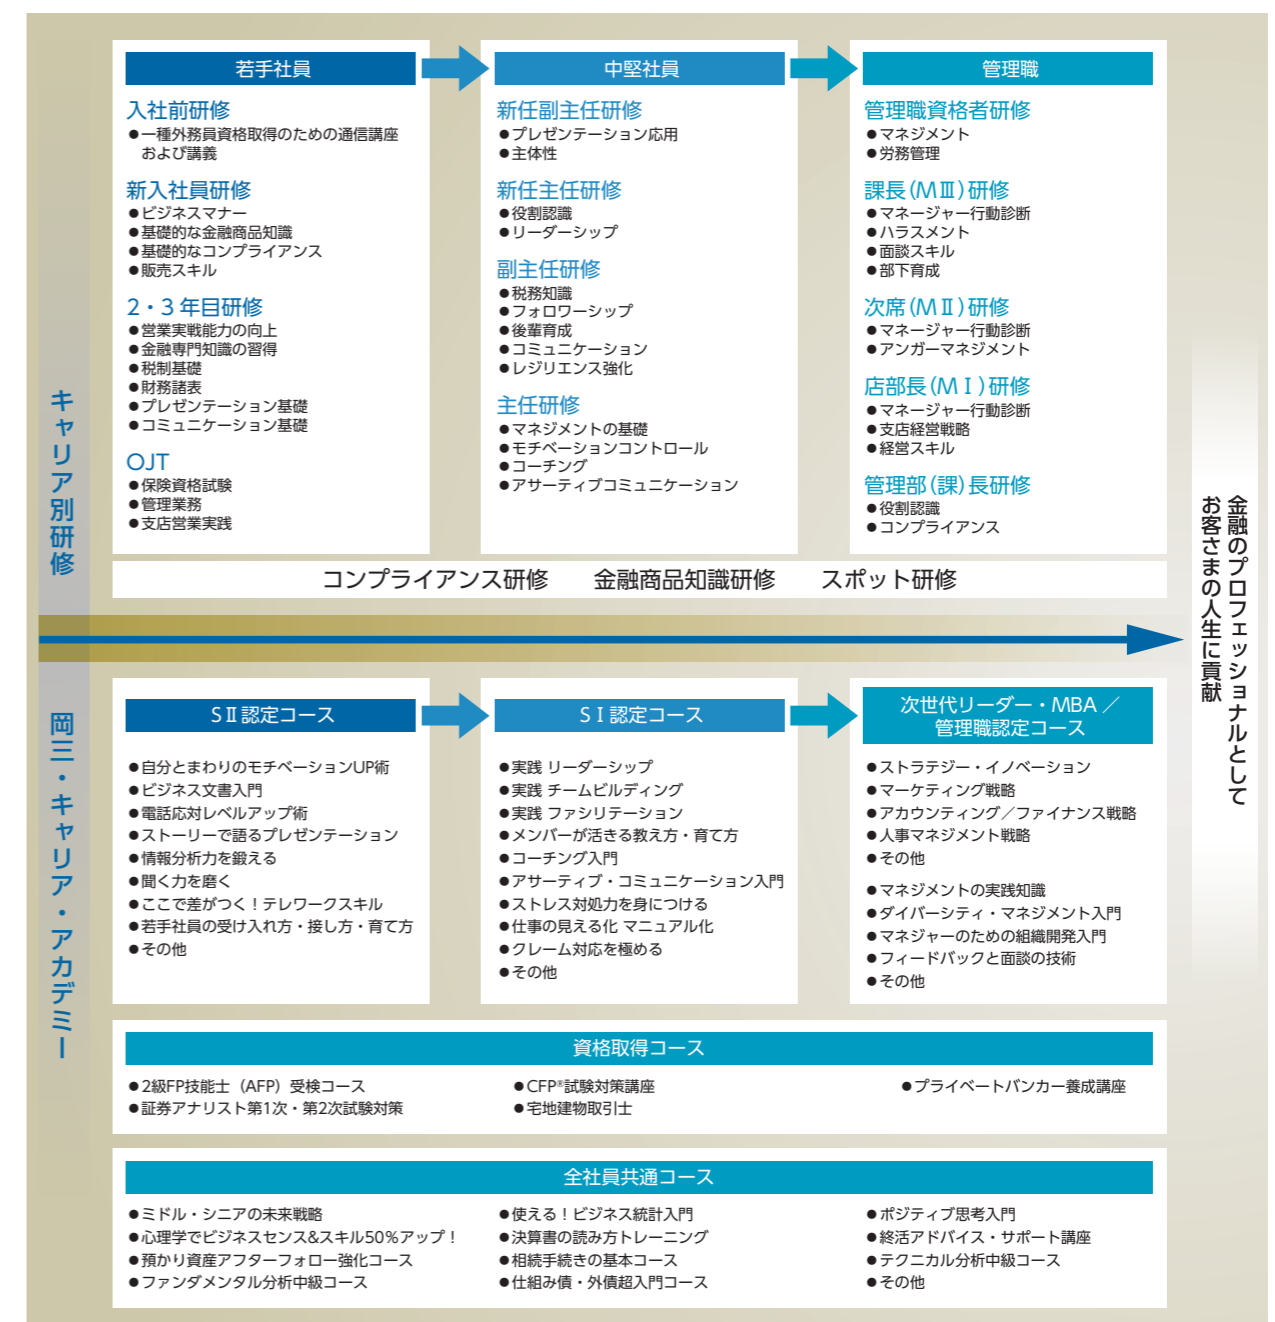 キャリア別研修
若手社員
入社前研修
●一種外務員資格取得のための通信講座
および講義
新入社員研修
●ビジネスマナー
●基礎的な金融商品知識
●基礎的なコンプライアンス
●販売スキル
2・3年目研修
●営業実戦能力の向上
●金融専門知識の習得
●税制基礎
●財務諸表
●プレゼンテーション基礎
●コミュニケーション基礎
OJT
●保険資格試験
●管理業務
●支店営業実践
中堅社員
新任副主任研修
●プレゼンテーション応用
●主体性
新任主任研修
●役割認識
●リーダーシップ
副主任研修
●税務知識
●フォロワーシップ
●後輩育成
●コミュニケーション
●レジリエンス強化
主任研修
●マネジメントの基礎
●モチベーションコントロール
●コーチング
●アサーティブコミュニケーション
管理職
管理職資格者研修
●マネジメント
●労務管理
課長(MⅢ)研修
●マネージャー行動診断
●ハラスメント
●面談スキル
●部下育成
次席(MⅡ)研修
●マネージャー行動診断
●アンガーマネジメント
店部長(MⅠ)研修
●マネージャー行動診断
●支店経営戦略
●経営スキル
管理部(課)長研修
●役割認識
●コンプライアンス
コンプライアンス研修 金融商品知識研修 スポット研修
岡三・キャリア・アカデミー
SⅡ認定コース
●自分とまわりのモチベーションUP術
●ビジネス文書入門
●電話応対レベルアップ術
●ストーリーで語るプレゼンテーション
●情報分析力を鍛える
●聞く力を磨く
●ここで差がつく！テレワークスキル
●若手社員の受け入れ方・接し方・育て方
●その他
SⅠ認定コース
●実践 リーダーシップ
●実践 チームビルディング
●実践 ファシリテーション
●メンバーが活きる教え方・育て方
●コーチング入門
●アサーティブ・コミュニケーション入門
●ストレス対処力を身につける
●仕事の見える化 マニュアル化
●クレーム対応を極める
●その他
次世代リーダー・MBA／
管理職認定コース
●ストラテジー・イノベーション
●マーケティング戦略
●アカウンティング／ファイナンス戦略
●人事マネジメント戦略
●その他
●マネジメントの実践知識
●ダイバーシティ・マネジメント入門
●マネジャーのための組織開発入門
●フィードバックと面談の技術
●その他
資格取得コース
●2級FP技能士（AFP）受検コース
●証券アナリスト第1次・第2次試験対策
●CFP®試験対策講座
●宅地建物取引士
●プライベートバンカー養成講座
全社員共通コース
●ミドル・シニアの未来戦略
●心理学でビジネスセンス&スキル50%アップ！
●預かり資産アフターフォロー強化コース
●ファンダメンタル分析中級コース
●使える！ビジネス統計入門
●決算書の読み方トレーニング
●相続手続きの基本コース
●仕組み債・外債超入門コース
●ポジティブ思考入門
●終活アドバイス・サポート講座
●テクニカル分析中級コース
●その他
金融のプロフェッショナルとして
お客さまの人生に貢献